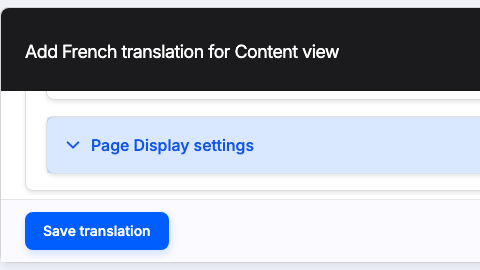 Add French translation for Content view
Page Display settings
Save translation